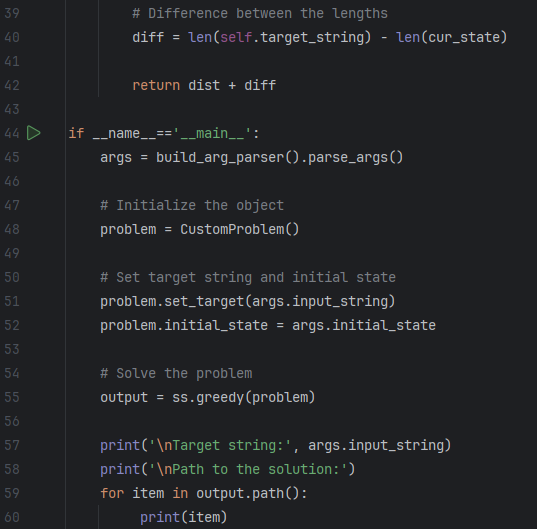 39 # Difference between the lengths
40 diff = len(self.target_string) - len(cur_state)
41
42 return dist + diff
43
44 if __name__=='__main__':
45 args = build_arg_parser().parse_args()
46
47 # Initialize the object
48 problem = CustomProblem()
49
50 # Set target string and initial state
51 problem.set_target(args.input_string)
52 problem.initial_state = args.initial_state
53
54 # Solve the problem
55 output = ss.greedy(problem)
56
57 print('\nTarget string:', args.input_string)
58 print('\nPath to the solution:')
59 for item in output.path():
60 print(item)